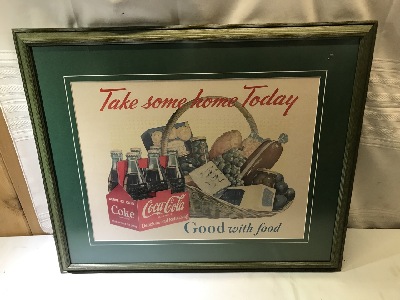 Take some home Today
Coke
Coca-Cola
Good with food